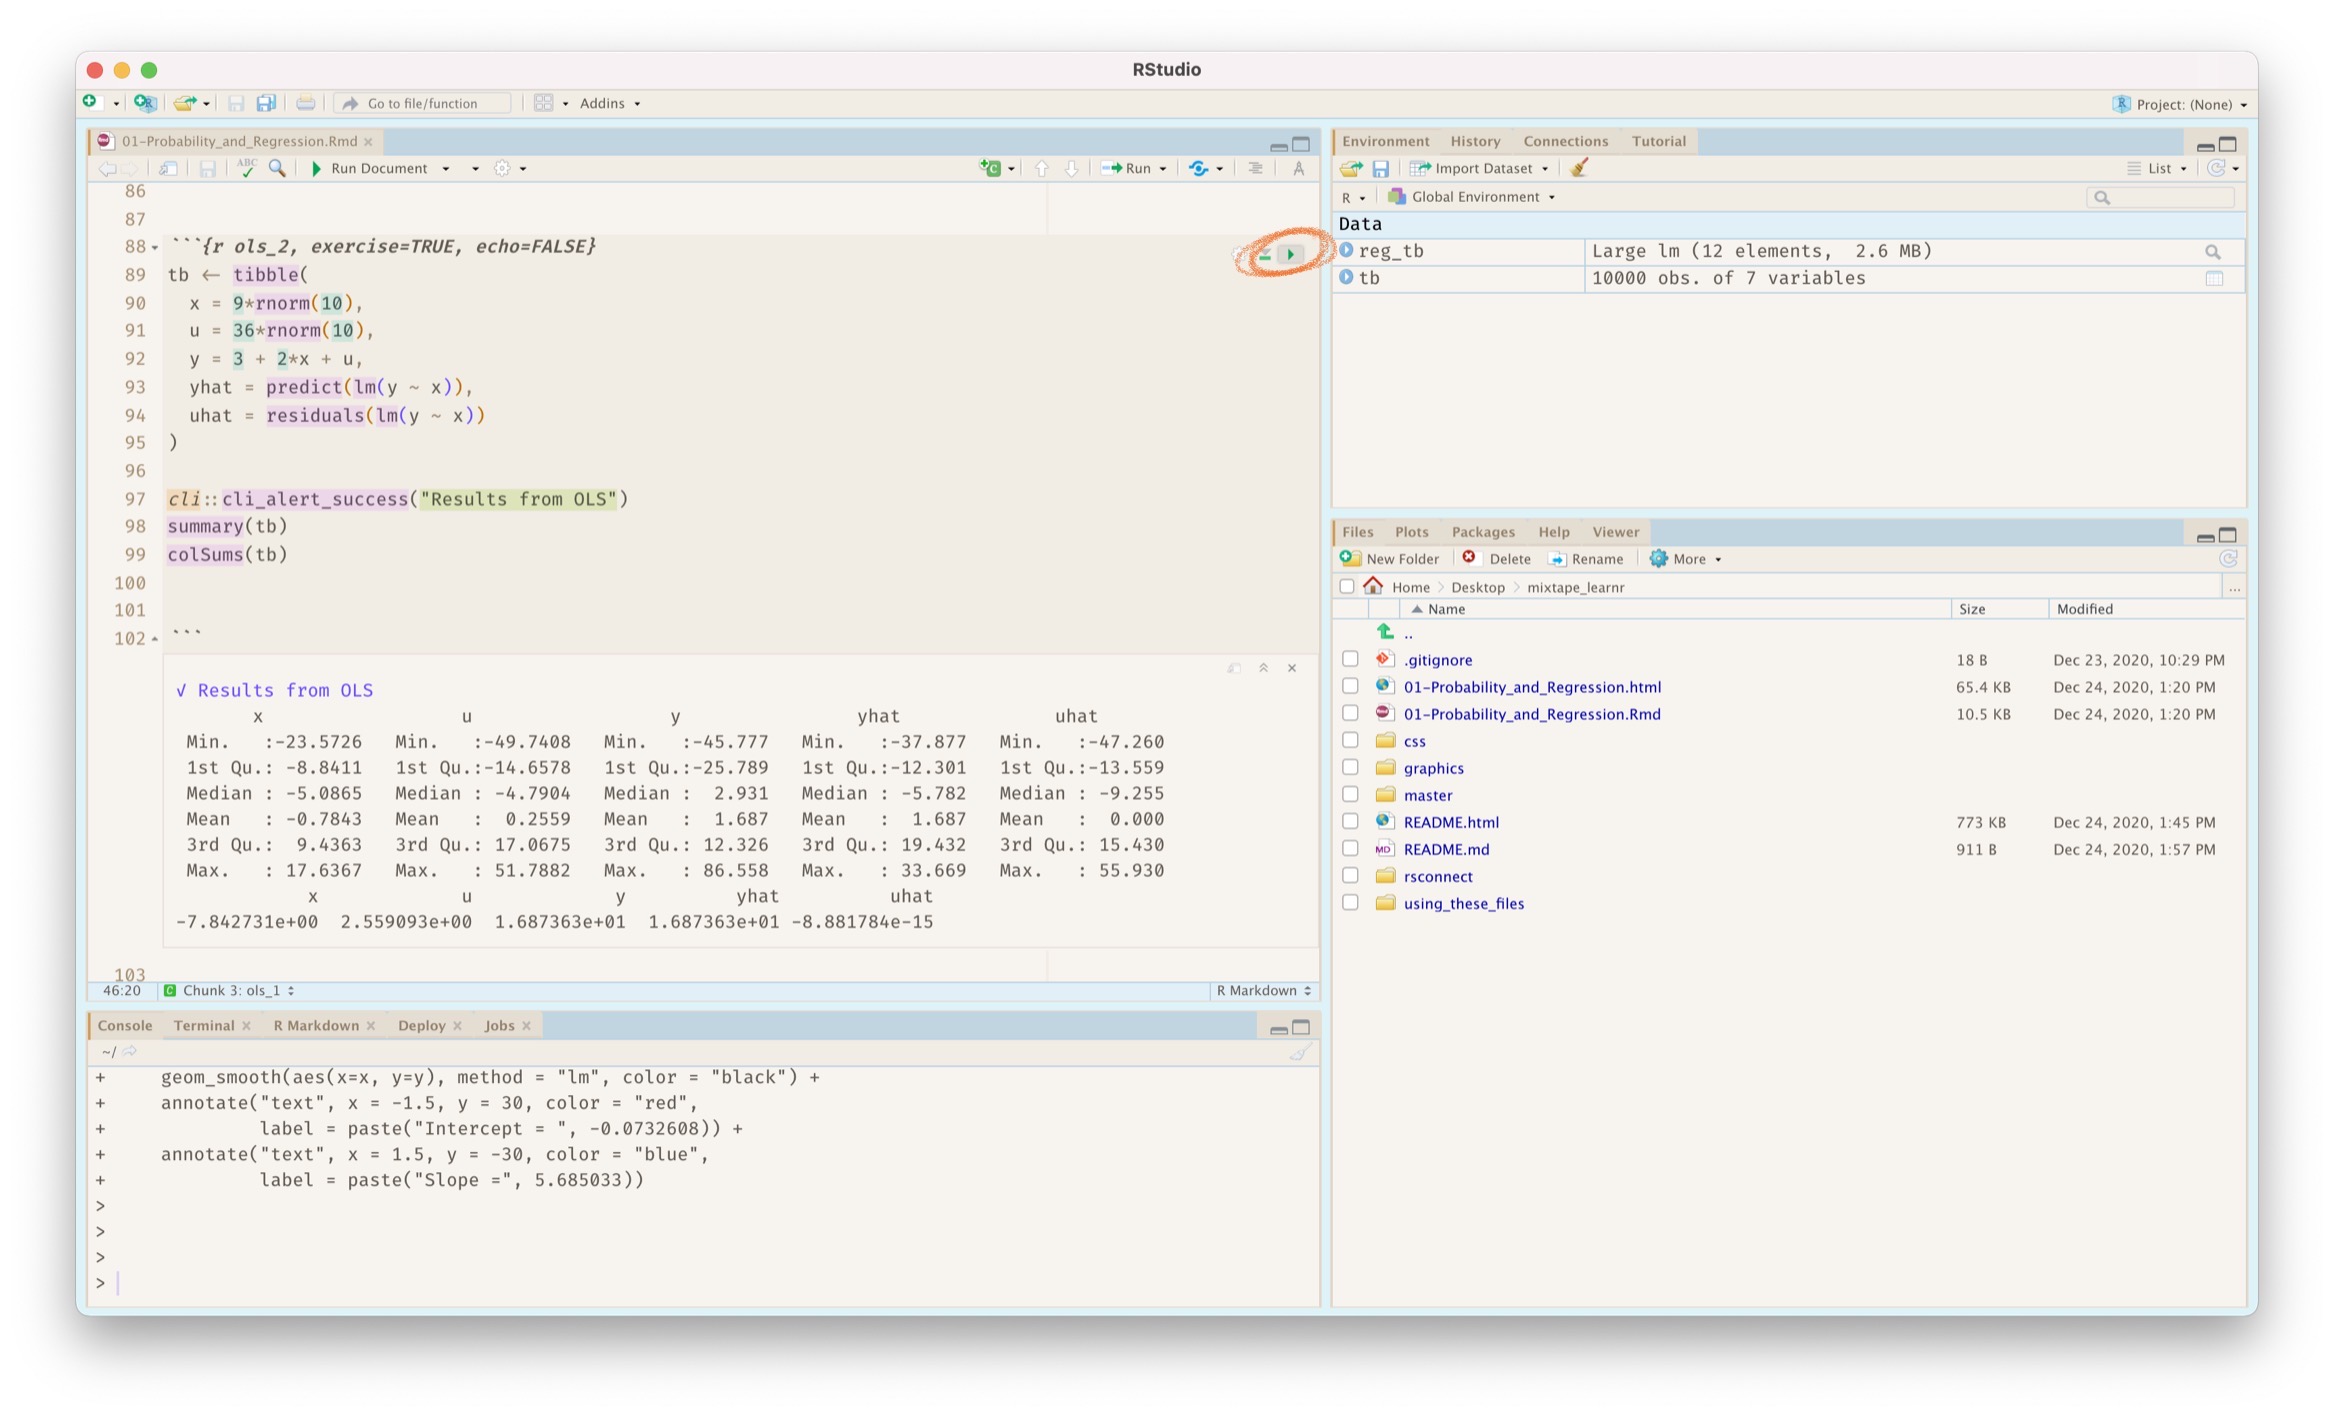 RStudio
Go to file/function
Addins
Project: (None)
01-Probability_and_Regression.Rmd
ABC
Run Document
Run
86
87
88 ```{r ols_2, exercise=TRUE, echo=FALSE}
89 tb ← tibble(
90   x = 9*rnorm(10),
91   u = 36*rnorm(10),
92   y = 3 + 2*x + u,
93   yhat = predict(lm(y ~ x)),
94   uhat = residuals(lm(y ~ x))
95 )
96
97 cli::cli_alert_success("Results from OLS")
98 summary(tb)
99 colSums(tb)
100
101
102 ```
√ Results from OLS
x u y yhat uhat
Min. :-23.5726 Min. :-49.7408 Min. :-45.777 Min. :-37.877 Min. :-47.260
1st Qu.: -8.8411 1st Qu.:-14.6578 1st Qu.:-25.789 1st Qu.:-12.301 1st Qu.:-13.559
Median : -5.0865 Median : -4.7904 Median : 2.931 Median : -5.782 Median : -9.255
Mean : -0.7843 Mean : 0.2559 Mean : 1.687 Mean : 1.687 Mean : 0.000
3rd Qu.: 9.4363 3rd Qu.: 17.0675 3rd Qu.: 12.326 3rd Qu.: 19.432 3rd Qu.: 15.430
Max. : 17.6367 Max. : 51.7882 Max. : 86.558 Max. : 33.669 Max. : 55.930
x u y yhat uhat
-7.842731e+00 2.559093e+00 1.687363e+01 1.687363e+01 -8.881784e-15
103
46:20 C Chunk 3: ols_1 R Markdown
Console Terminal R Markdown Deploy Jobs
~/
+ geom_smooth(aes(x=x, y=y), method = "lm", color = "black") +
+ annotate("text", x = -1.5, y = 30, color = "red",
+ label = paste("Intercept = ", -0.0732608)) +
+ annotate("text", x = 1.5, y = -30, color = "blue",
+ label = paste("Slope =", 5.685033))
>
>
>
>
Environment History Connections Tutorial
Import Dataset List
R Global Environment
Data
reg_tb Large lm (12 elements, 2.6 MB)
tb 10000 obs. of 7 variables
Files Plots Packages Help Viewer
New Folder Delete Rename More
Home Desktop mixtape_learnr ...
Name Size Modified
..
.gitignore 18 B Dec 23, 2020, 10:29 PM
01-Probability_and_Regression.html 65.4 KB Dec 24, 2020, 1:20 PM
01-Probability_and_Regression.Rmd 10.5 KB Dec 24, 2020, 1:20 PM
css
graphics
master
README.html 773 KB Dec 24, 2020, 1:45 PM
MD README.md 911 B Dec 24, 2020, 1:57 PM
rsconnect
using_these_files